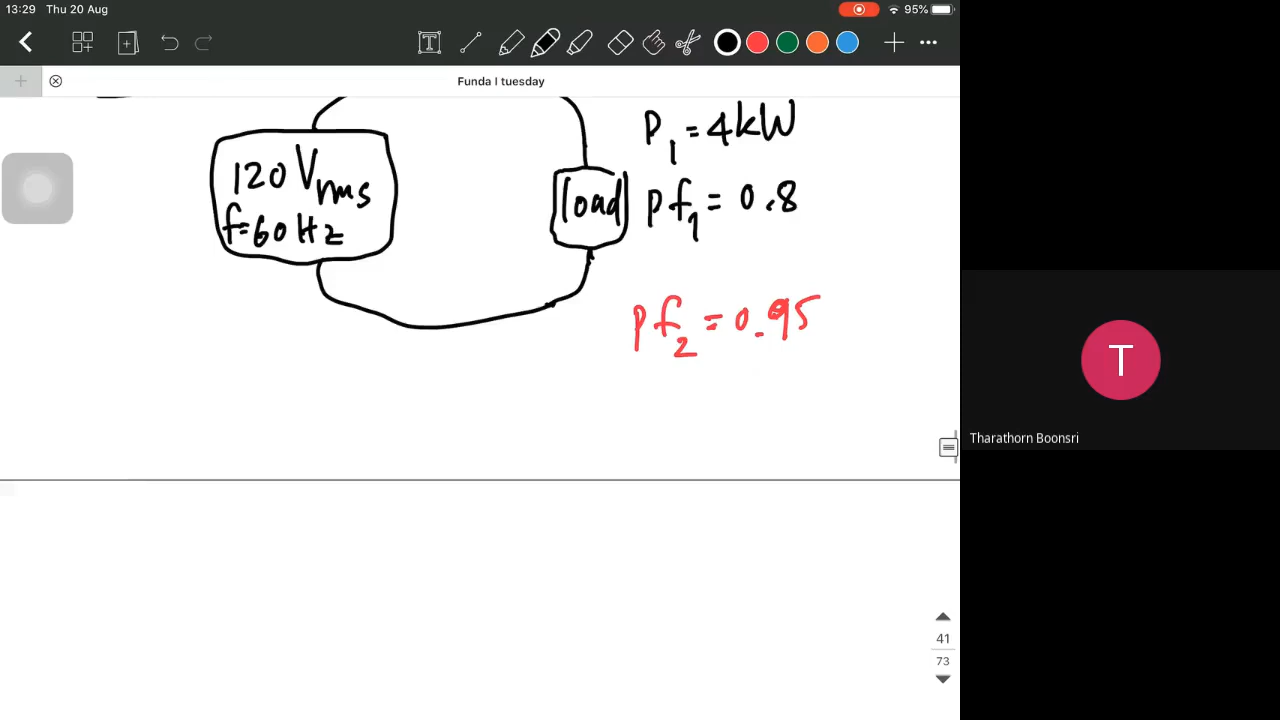 13:29 Thu 20 Aug
95%
Funda I tuesday
120 Vrms
f=60Hz
load
P1 = 4kW
pf1 = 0.8
pf2 = 0.95
T
Tharathorn Boonsri
41
73